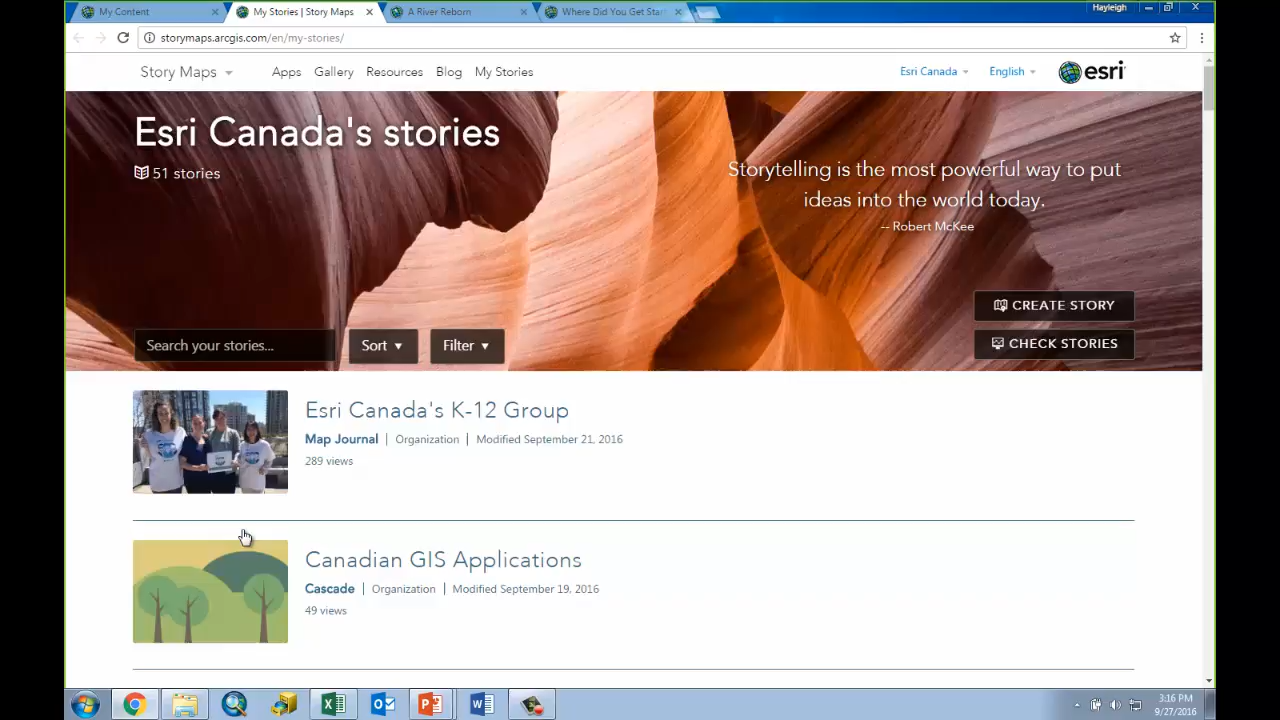 My Content
My Stories | Story Maps
A River Reborn
Where Did You Get Star
Hayleigh
storymaps.arcgis.com/en/my-stories/
Story Maps Apps Gallery Resources Blog My Stories Esri Canada English esri
Esri Canada's stories
51 stories
Storytelling is the most powerful way to put
ideas into the world today.
-- Robert McKee
CREATE STORY
CHECK STORIES
Search your stories... Sort Filter
Esri Canada's K-12 Group
Map Journal | Organization | Modified September 21, 2016
289 views
Canadian GIS Applications
Cascade | Organization | Modified September 19, 2016
49 views
3:16 PM
9/27/2016